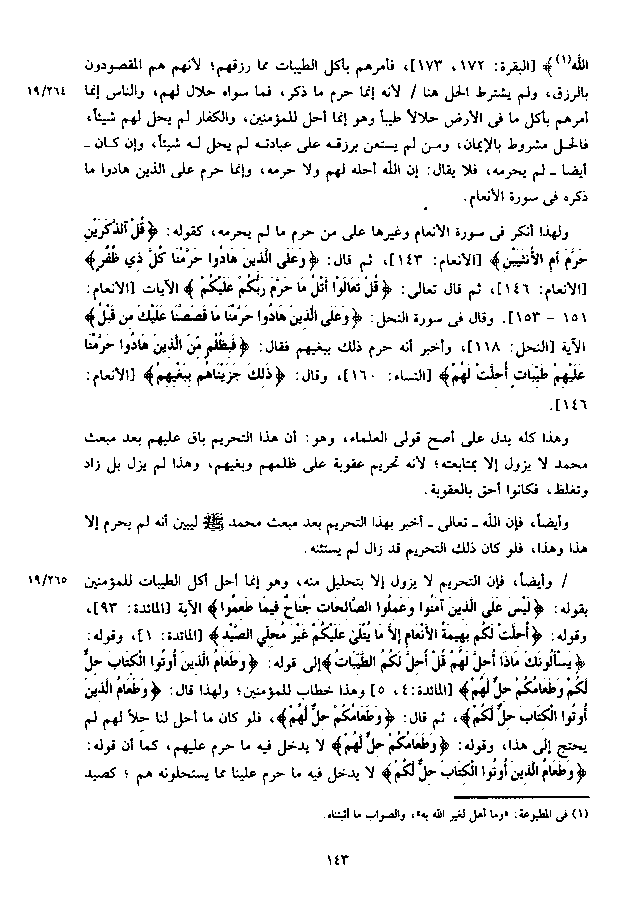 الله(١)﴾ [البقرة: ١٧٢، ١٧٣]، فأمرهم بأكل الطيبات مما رزقهم؛ لأنهم هم المقصودون
١٩/٢٦٤ بالرزق، ولم يشترط الحل هنا / لأنه إنما حرم ما ذكر، فما سواه حلال لهم، والناس إنما
أمرهم بأكل ما فى الأرض حلالاً طيباً وهو إنما أحل للمؤمنين، والكفار لم يحل لهم شيئاً،
فالحل مشروط بالإيمان، ومن لم يستعن برزقه على عبادته لم يحل له شيئاً، وإن كان ـ
أيضا ـ لم يحرمه، فلا يقال: إن الله أحله لهم ولا حرمه، وإنما حرم على الذين هادوا ما
ذكره فى سورة الأنعام.
ولهذا أنكر فى سورة الأنعام وغيرها على من حرم ما لم يحرمه، كقوله: ﴿قُلْ آلذَّكَرَيْنِ
حَرَّمَ أَمِ الأُنثَيَيْنِ﴾ [الأنعام: ١٤٣]، ثم قال: ﴿وَعَلَى الَّذِينَ هَادُوا حَرَّمْنَا كُلَّ ذِي ظُفُرٍ﴾
[الأنعام: ١٤٦]، ثم قال تعالى: ﴿قُلْ تَعَالَوْا أَتْلُ مَا حَرَّمَ رَبُّكُمْ عَلَيْكُمْ﴾ الآيات [الأنعام:
١٥١ - ١٥٣]. وقال فى سورة النحل: ﴿وَعَلَى الَّذِينَ هَادُوا حَرَّمْنَا مَا قَصَصْنَا عَلَيْكَ مِن قَبْلُ﴾
الآية [النحل: ١١٨]، وأخبر أنه حرم ذلك ببغيهم فقال: ﴿فَبِظُلْمٍ مِّنَ الَّذِينَ هَادُوا حَرَّمْنَا
عَلَيْهِمْ طَيِّبَاتٍ أُحِلَّتْ لَهُمْ﴾ [النساء: ١٦٠]، وقال: ﴿ذَلِكَ جَزَيْنَاهُم بِبَغْيِهِمْ﴾ [الأنعام:
١٤٦].
وهذا كله يدل على أصح قولى العلماء، وهو: أن هذا التحريم باق عليهم بعد مبعث
محمد لا يزول إلا بمتابعته؛ لأنه تحريم عقوبة على ظلمهم وبغيهم، وهذا لم يزل بل زاد
وتغلظ، فكانوا أحق بالعقوبة.
وأيضاً، فإن الله ـ تعالى ـ أخبر بهذا التحريم بعد مبعث محمد ﷺ ليبين أنه لم يحرم إلا
هذا وهذا، فلو كان ذلك التحريم قد زال لم يستثنه.
١٩/٢٦٥ / وأيضاً، فإن التحريم لا يزول إلا بتحليل منه، وهو إنما أحل أكل الطيبات للمؤمنين
بقوله: ﴿لَيْسَ عَلَى الَّذِينَ آمَنُوا وَعَمِلُوا الصَّالِحَاتِ جُنَاحٌ فِيمَا طَعِمُوا﴾ الآية [المائدة: ٩٣]،
وقوله: ﴿أُحِلَّتْ لَكُم بَهِيمَةُ الأَنْعَامِ إِلاَّ مَا يُتْلَىٰ عَلَيْكُمْ غَيْرَ مُحِلِّي الصَّيْدِ﴾ [المائدة: ١]، وقوله:
﴿يَسْأَلُونَكَ مَاذَا أُحِلَّ لَهُمْ قُلْ أُحِلَّ لَكُمُ الطَّيِّبَاتُ﴾ إلى قوله: ﴿وَطَعَامُ الَّذِينَ أُوتُوا الْكِتَابَ حِلٌّ
لَّكُمْ وَطَعَامُكُمْ حِلٌّ لَّهُمْ﴾ [المائدة: ٤، ٥] وهذا خطاب للمؤمنين؛ ولهذا قال: ﴿وَطَعَامُ الَّذِينَ
أُوتُوا الْكِتَابَ حِلٌّ لَّكُمْ﴾، ثم قال: ﴿وَطَعَامُكُمْ حِلٌّ لَّهُمْ﴾، فلو كان ما أحل لنا حلاً لهم لم
يحتج إلى هذا، وقوله: ﴿وَطَعَامُكُمْ حِلٌّ لَّهُمْ﴾ لا يدخل فيه ما حرم عليهم، كما أن قوله:
﴿وَطَعَامُ الَّذِينَ أُوتُوا الْكِتَابَ حِلٌّ لَّكُمْ﴾ لا يدخل فيه ما حرم علينا مما يستحلونه هم؛ كصيد
(١) فى المطبوعة: «وما أهل لغير الله به»، والصواب ما أثبتناه.
١٤٣